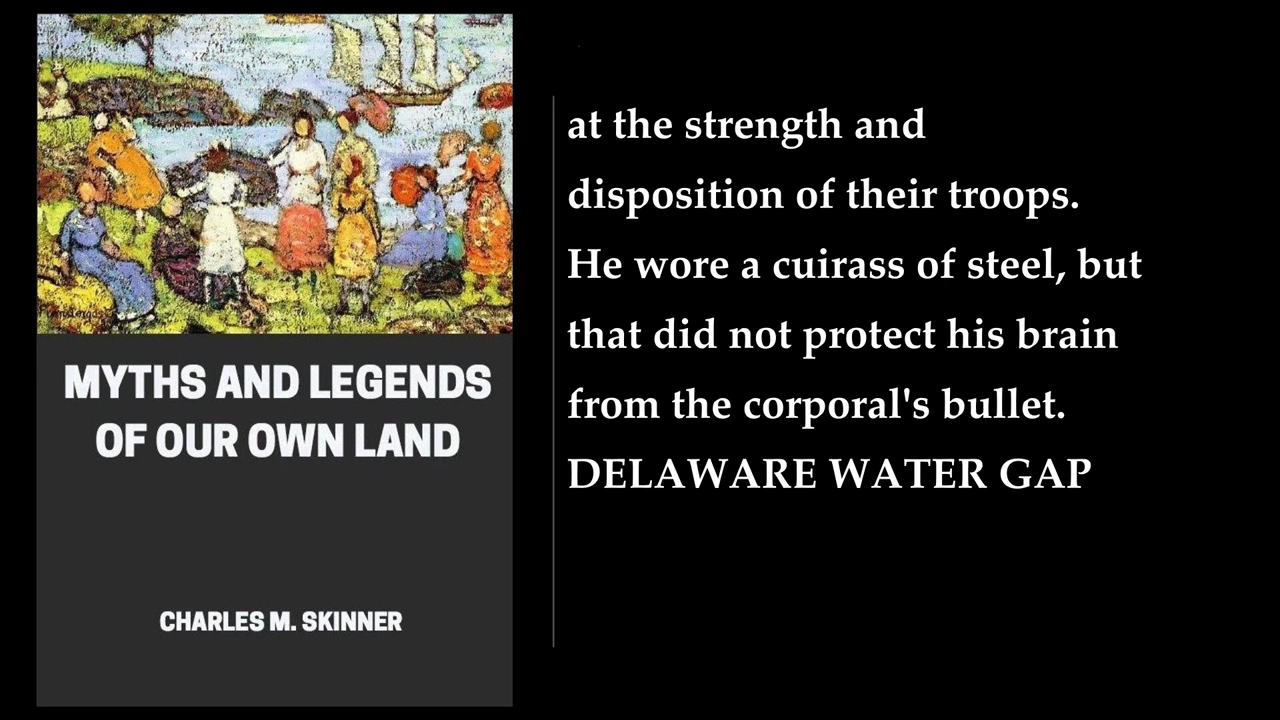 MYTHS AND LEGENDS
OF OUR OWN LAND
CHARLES M. SKINNER
at the strength and
disposition of their troops.
He wore a cuirass of steel, but
that did not protect his brain
from the corporal's bullet.
DELAWARE WATER GAP